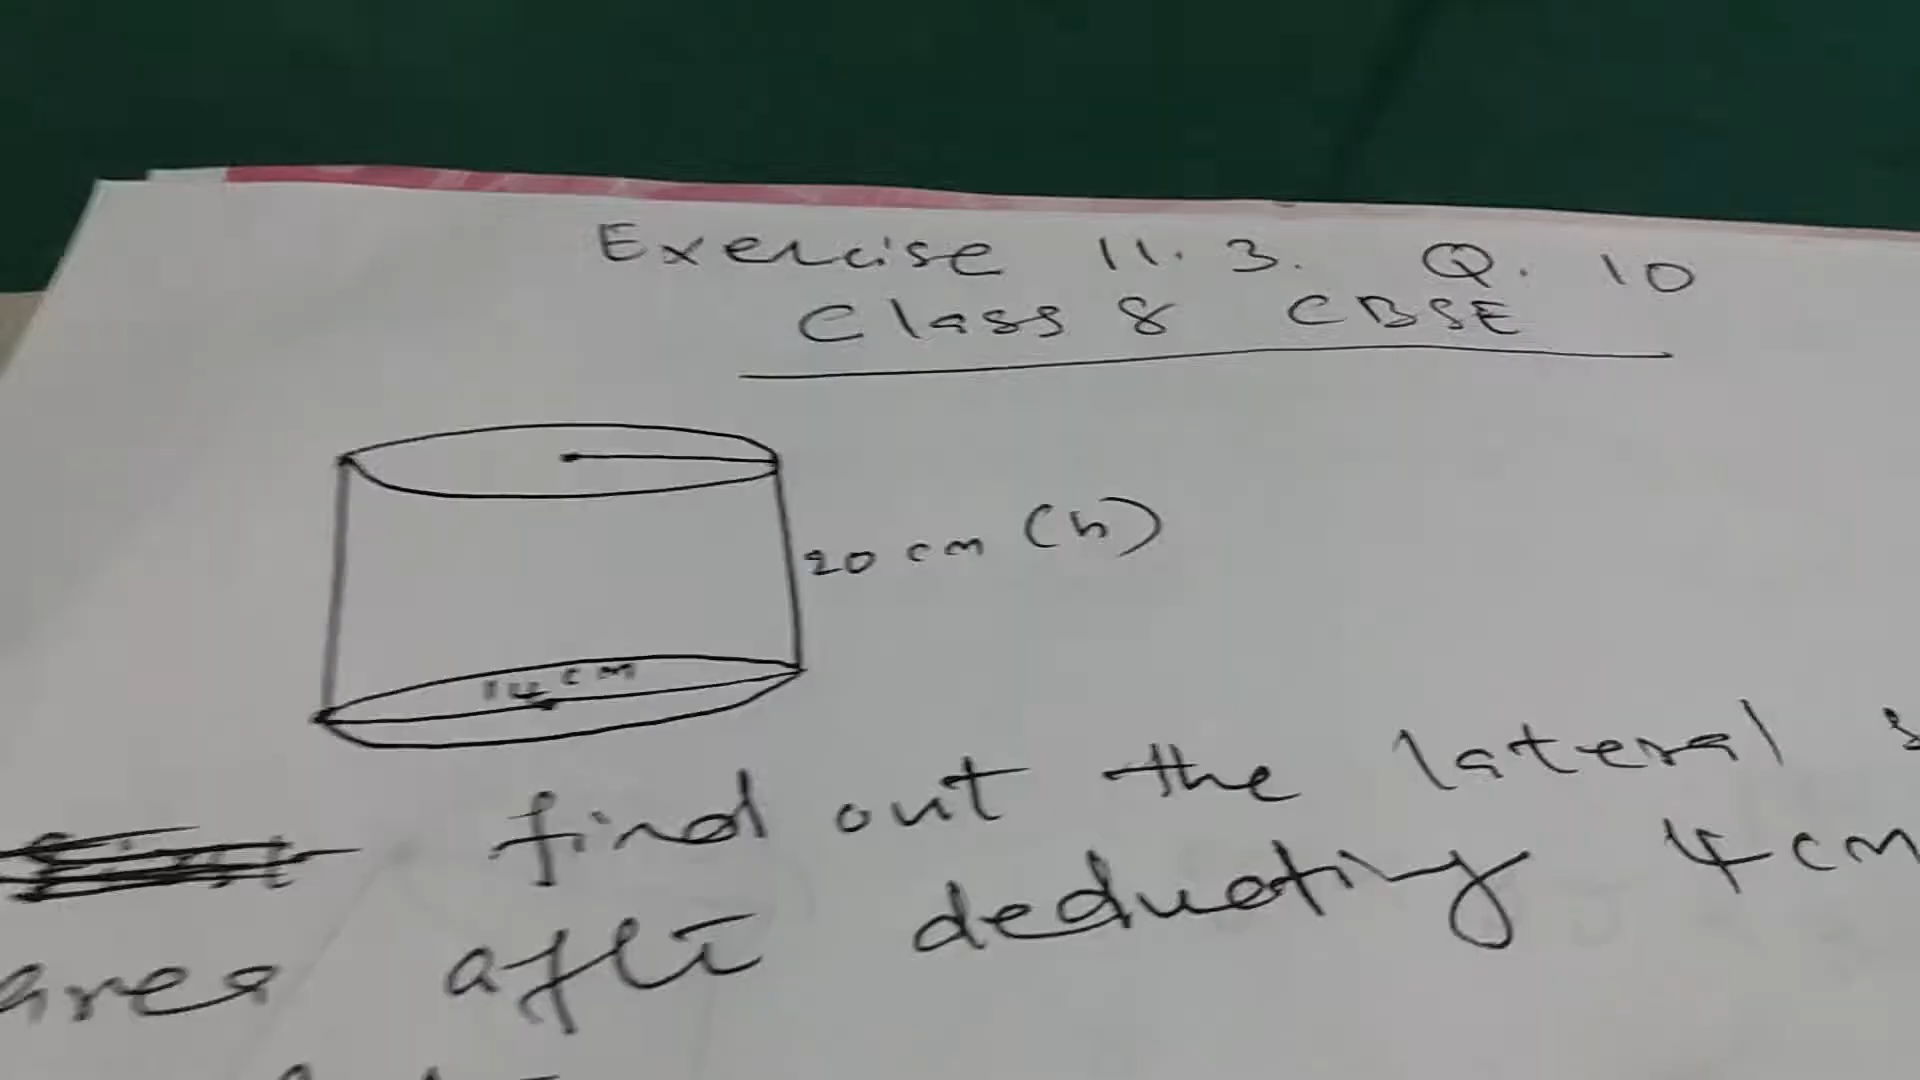 Exercise 11.3. Q. 10
Class 8 CBSE
20 cm (h)
14 cm
find out the lateral
area after deducting 4 cm